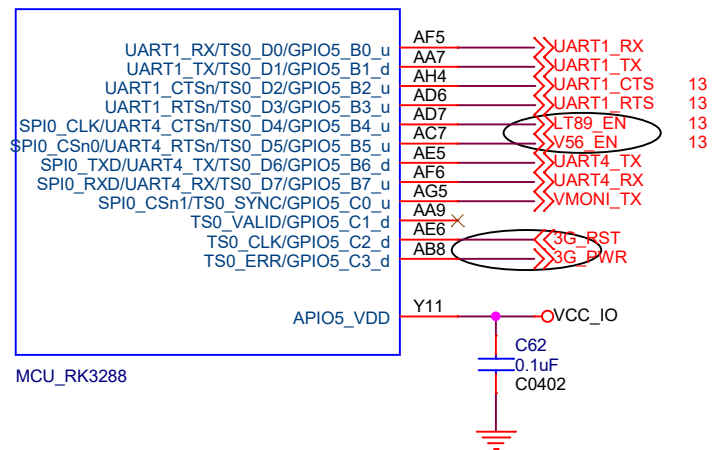 UART1_RX/TS0_D0/GPIO5_B0_u AF5 UART1_RX
UART1_TX/TS0_D1/GPIO5_B1_d AA7 UART1_TX
UART1_CTSn/TS0_D2/GPIO5_B2_u AH4 UART1_CTS 13
UART1_RTSn/TS0_D3/GPIO5_B3_u AD6 UART1_RTS 13
SPI0_CLK/UART4_CTSn/TS0_D4/GPIO5_B4_u AD7 LT89_EN 13
SPI0_CSn0/UART4_RTSn/TS0_D5/GPIO5_B5_u AC7 V56_EN 13
SPI0_TXD/UART4_TX/TS0_D6/GPIO5_B6_d AE5 UART4_TX
SPI0_RXD/UART4_RX/TS0_D7/GPIO5_B7_u AF6 UART4_RX
SPI0_CSn1/TS0_SYNC/GPIO5_C0_u AG5 VMONI_TX
TS0_VALID/GPIO5_C1_d AA9
TS0_CLK/GPIO5_C2_d AE6 3G_RST
TS0_ERR/GPIO5_C3_d AB8 3G_PWR
APIO5_VDD Y11 VCC_IO
C62
0.1uF
C0402
MCU_RK3288